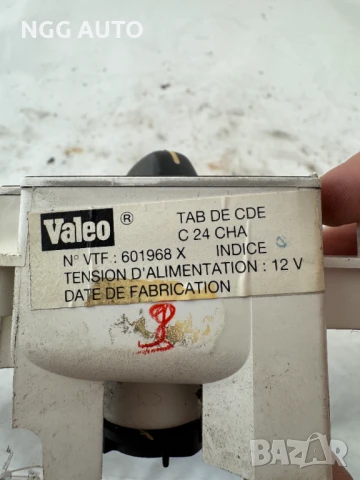 NGG AUTO
Valeo ® TAB DE CDE
C 24 CHA
N° VTF : 601968 X INDICE
TENSION D'ALIMENTATION : 12 V
DATE DE FABRICATION
BAZAR